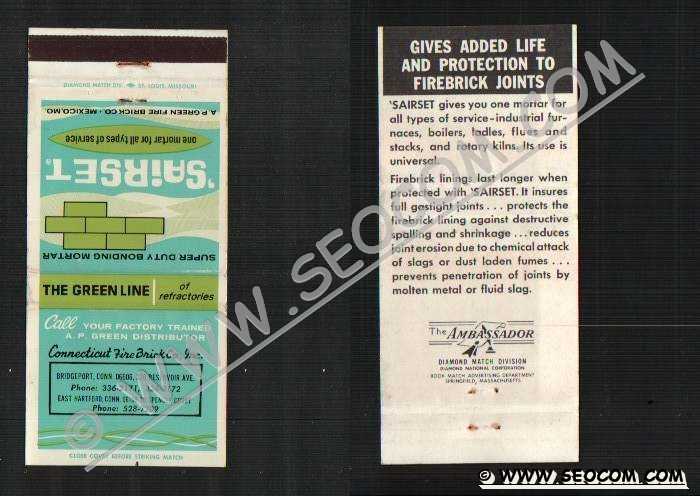 DIAMOND MATCH DIV. ST. LOUIS, MISSOURI
A.P. GREEN FIRE BRICK CO. • MEXICO, MO.
one mortar for all types of service
'SAIRSET®
SUPER DUTY BONDING MORTAR
THE GREEN LINE of refractories
Call YOUR FACTORY TRAINED
A. P. GREEN DISTRIBUTOR
Connecticut Fire Brick Co. Inc.
BRIDGEPORT, CONN. 06606,
Phone:
EAST HARTFORD, CONN.
Phone:
CLOSE COVER BEFORE STRIKING MATCH
GIVES ADDED LIFE
AND PROTECTION TO
FIREBRICK JOINTS
'SAIRSET gives you one mortar for
all types of service-industrial fur-
naces, boilers, ladles, flues and
stacks, and rotary kilns. Its use is
universal.
Firebrick linings last longer when
protected with 'SAIRSET. It insures
full gastight joints . . . protects the
firebrick lining against destructive
spalling and shrinkage . . . reduces
joint erosion due to chemical attack
of slags or dust laden fumes . . .
prevents penetration of joints by
molten metal or fluid slag.
The AMBASSADOR
DIAMOND MATCH DIVISION
DIAMOND NATIONAL CORPORATION
BOOK MATCH ADVERTISING DEPARTMENT
SPRINGFIELD, MASSACHUSETTS
© WWW.SEOCOM.COM
© WWW.SEOCOM.COM